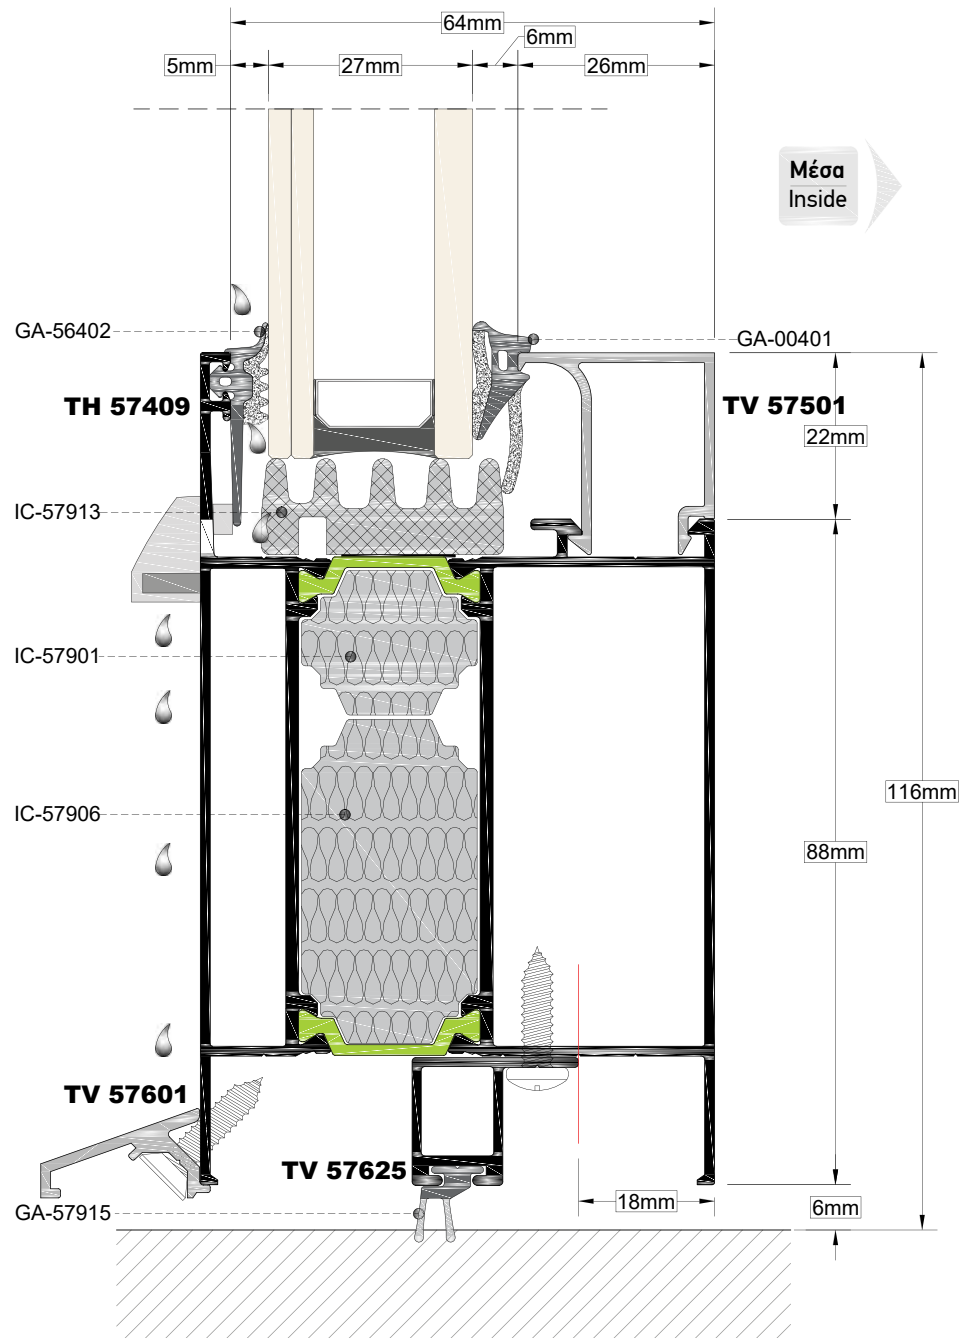 64mm
6mm
5mm
27mm
26mm
Μέσα
Inside
GA-56402
GA-00401
TH 57409
TV 57501
22mm
IC-57913
IC-57901
116mm
IC-57906
88mm
TV 57601
TV 57625
18mm
6mm
GA-57915